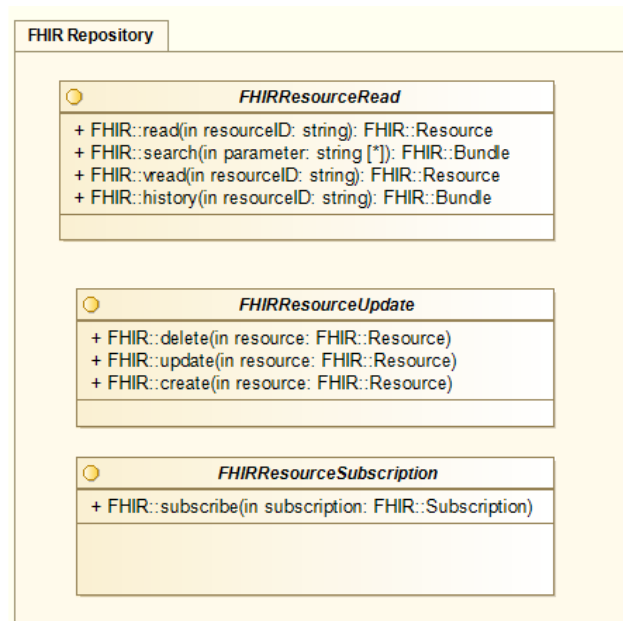 FHIR Repository
FHIRResourceRead
+ FHIR::read(in resourceID: string): FHIR::Resource
+ FHIR::search(in parameter: string [*]): FHIR::Bundle
+ FHIR::vread(in resourceID: string): FHIR::Resource
+ FHIR::history(in resourceID: string): FHIR::Bundle
FHIRResourceUpdate
+ FHIR::delete(in resource: FHIR::Resource)
+ FHIR::update(in resource: FHIR::Resource)
+ FHIR::create(in resource: FHIR::Resource)
FHIRResourceSubscription
+ FHIR::subscribe(in subscription: FHIR::Subscription)